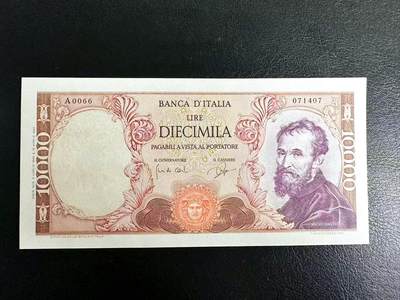 A0066
BANCA D'ITALIA
071407
LIRE
DIECIMILA
PAGABILI A VISTA AL PORTATORE
IL GOVERNATORE
IL CASSIERE
10000
10000